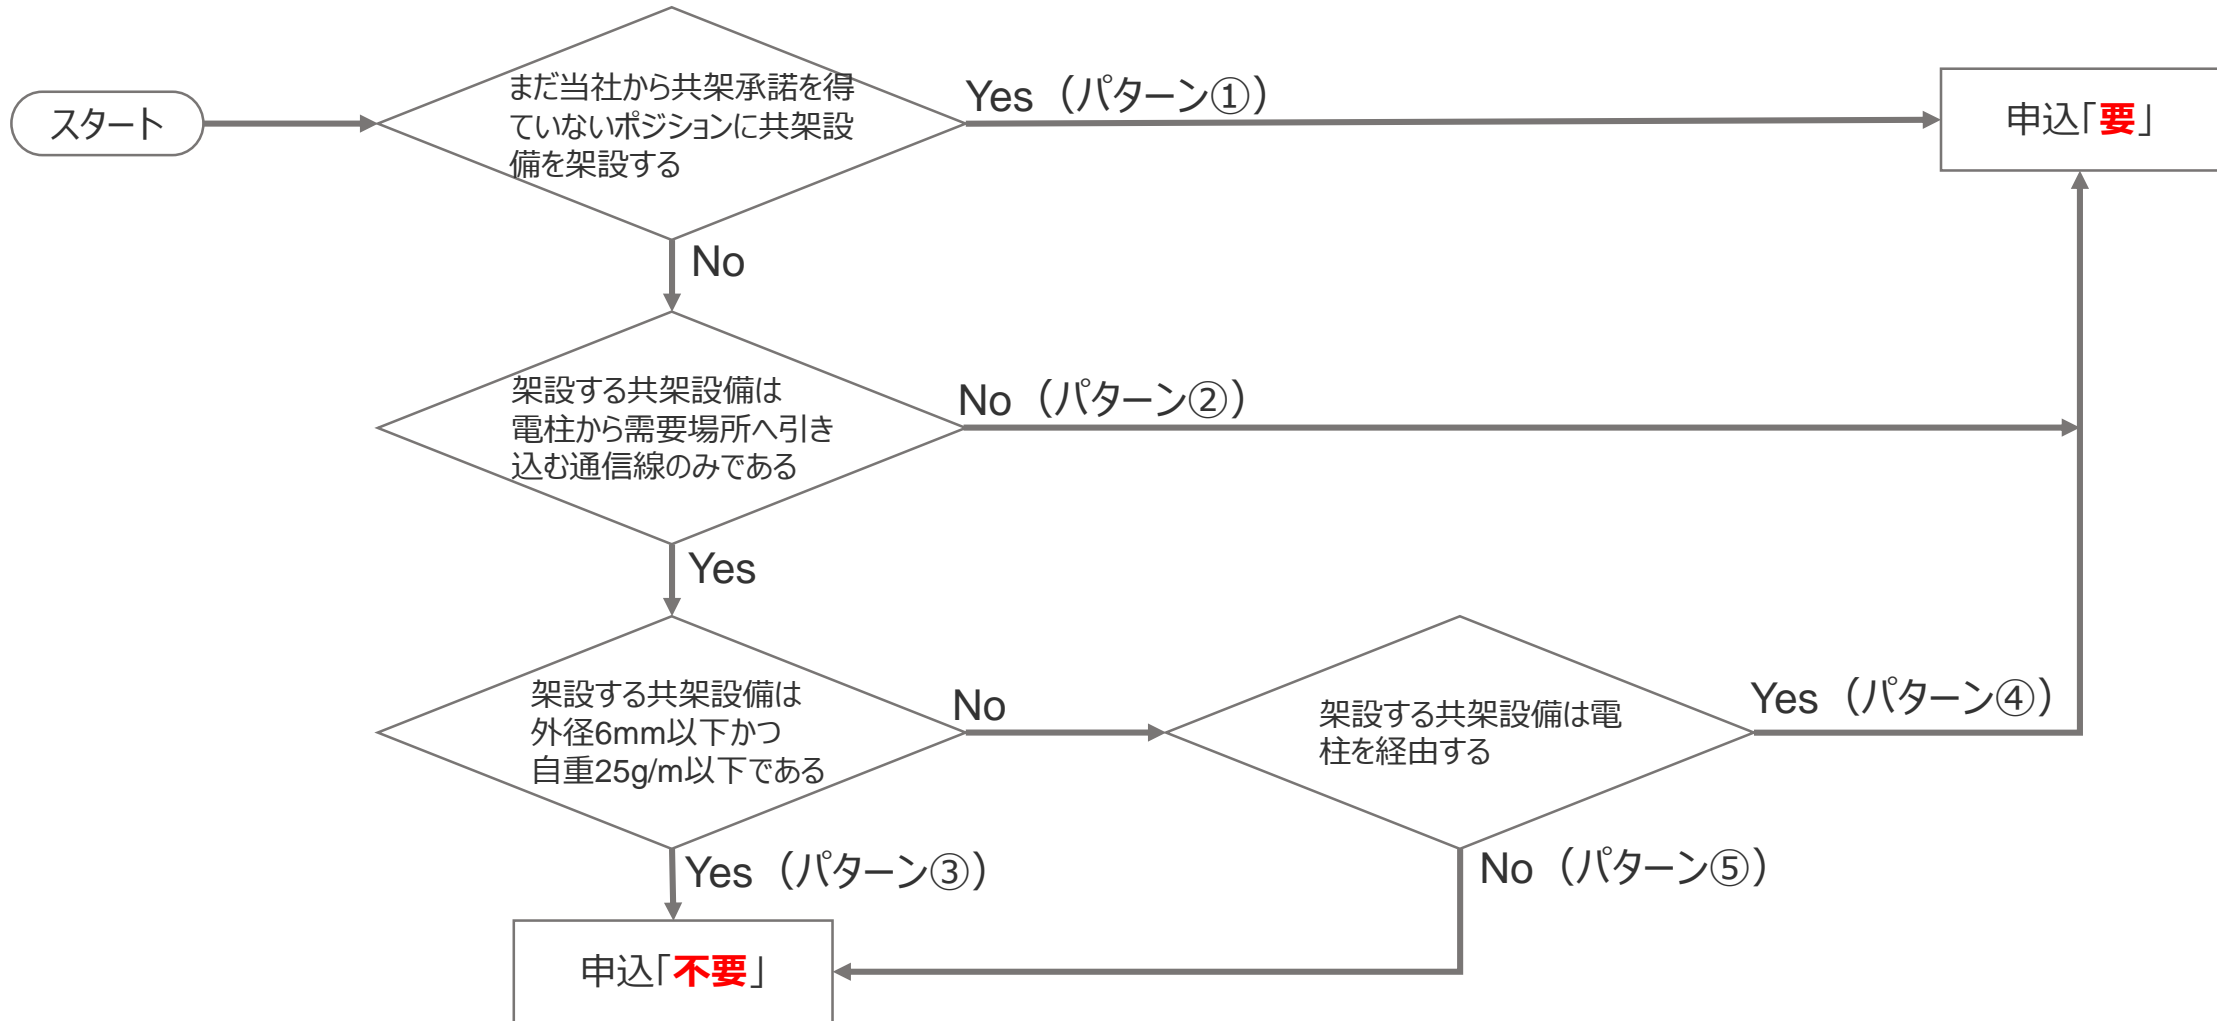 スタート
まだ当社から共架承諾を得
ていないポジションに共架設
備を架設する
Yes（パターン①）
申込｢要｣
No
架設する共架設備は
電柱から需要場所へ引き
込む通信線のみである
No（パターン②）
Yes
架設する共架設備は
外径6mm以下かつ
自重25g/m以下である
No
架設する共架設備は電
柱を経由する
Yes（パターン④）
Yes（パターン③）
No（パターン⑤）
申込｢不要｣